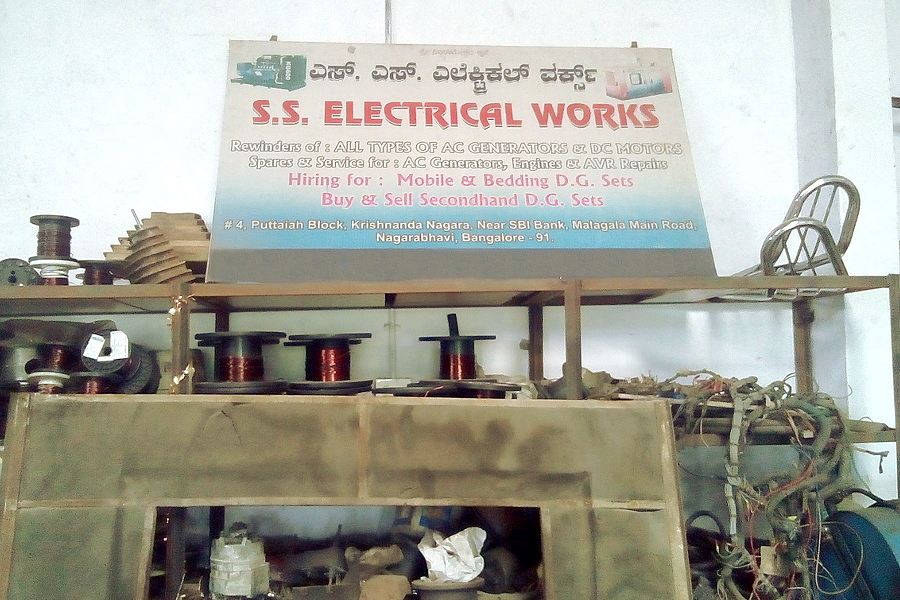 ಎಸ್. ಎಸ್. ಎಲೆಕ್ಟ್ರಿಕಲ್ ವರ್ಕ್ಸ್
S.S. ELECTRICAL WORKS
Rewinders of : ALL TYPES OF AC GENERATORS & DC MOTORS
Spares & Service for : AC Generators, Engines & AVR Repairs
Hiring for : Mobile & Bedding D.G. Sets
Buy & Sell Secondhand D.G. Sets
# 4, Puttaiah Block, Krishnanda Nagara, Near SBI Bank, Malagala Main Road,
Nagarabhavi, Bangalore - 91.